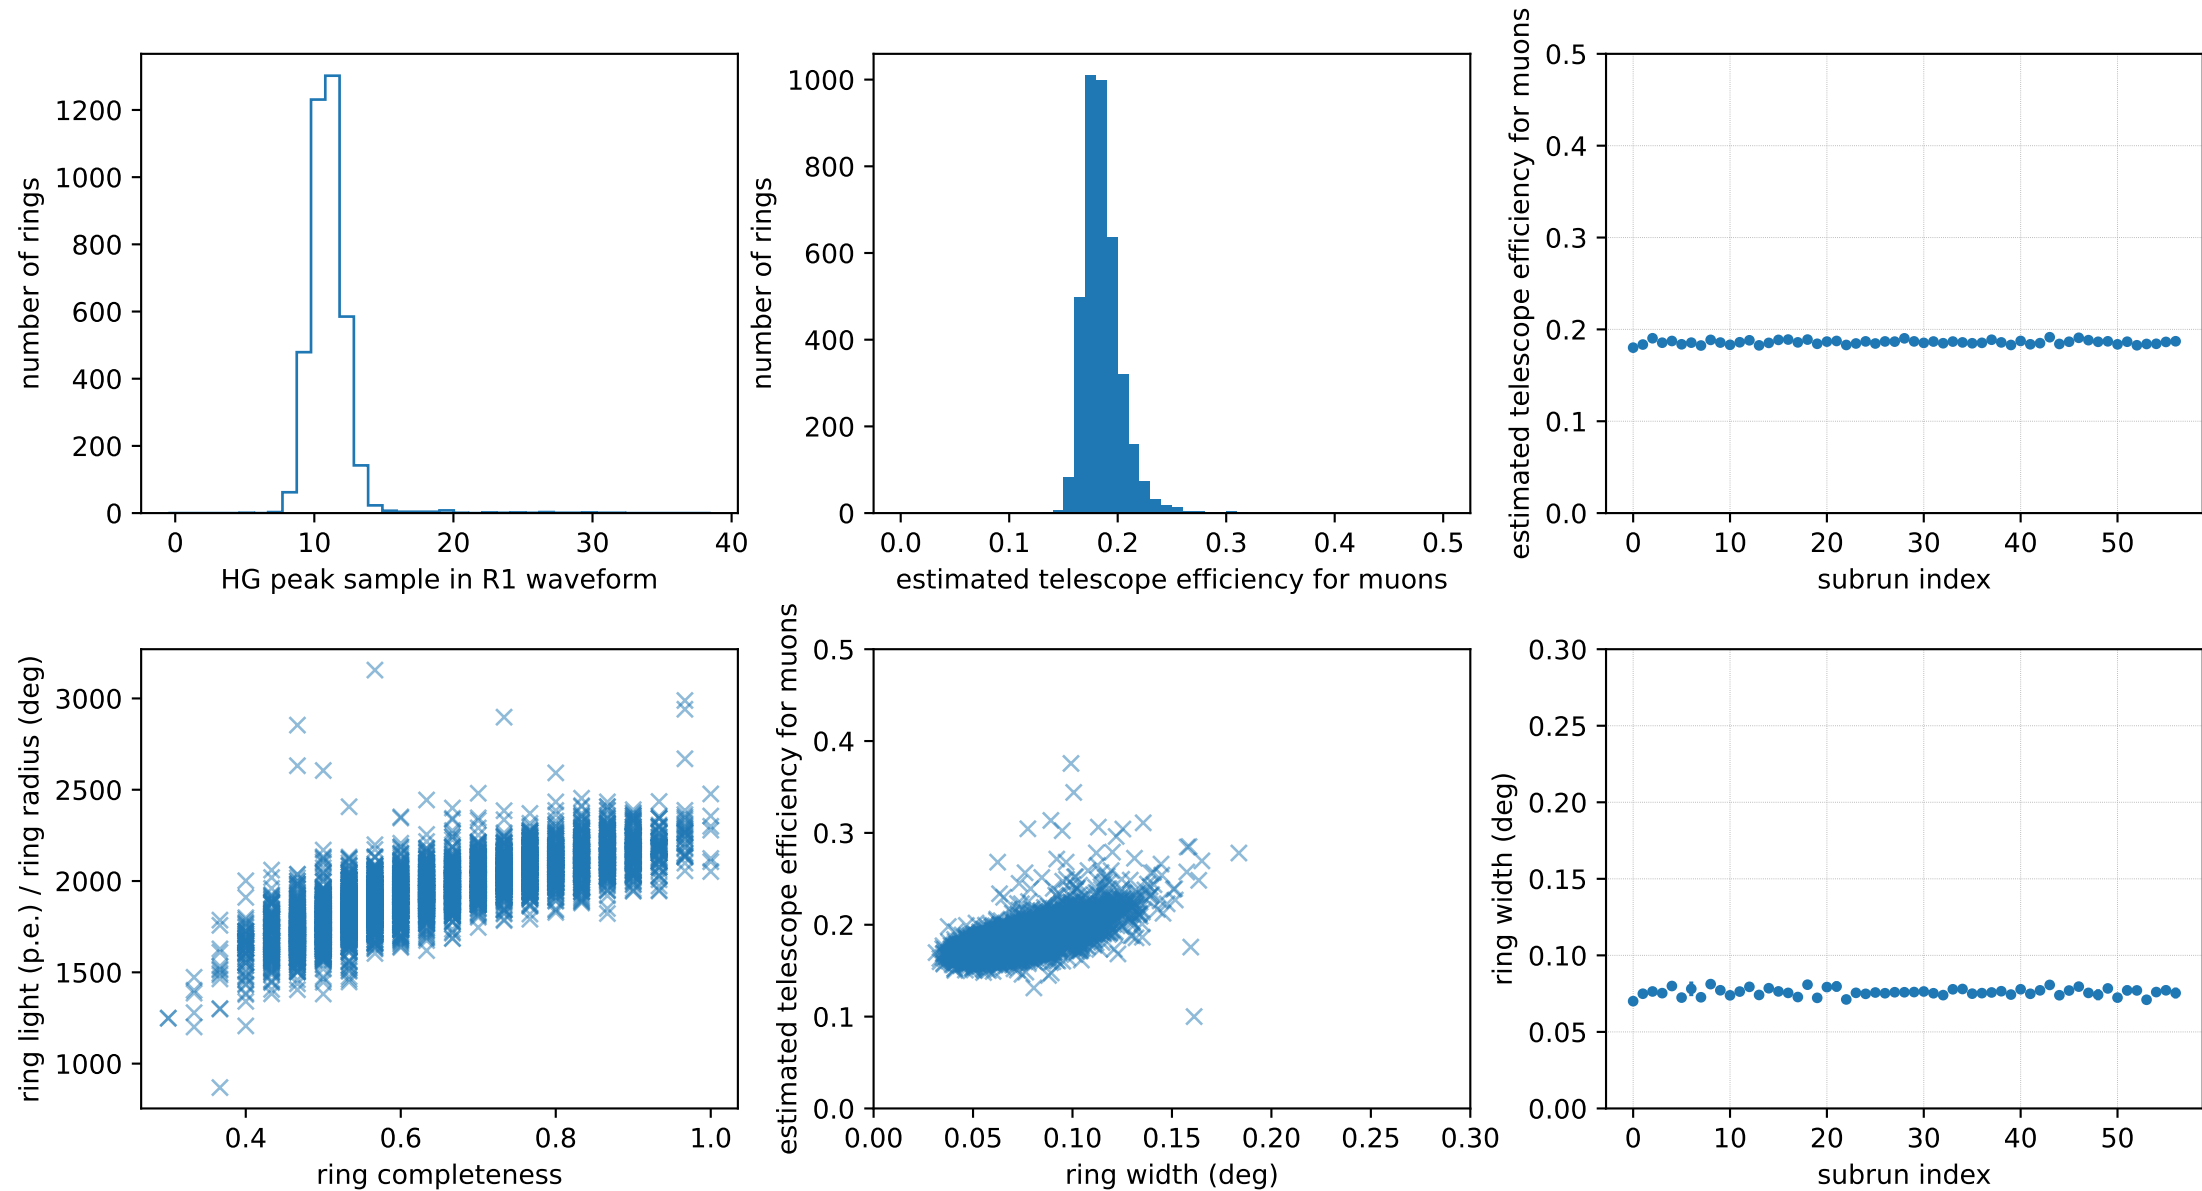 number of rings
1200
1000
800
600
400
200
0
0 10 20 30 40
HG peak sample in R1 waveform
number of rings
1000
800
600
400
200
0
0.0 0.1 0.2 0.3 0.4 0.5
estimated telescope efficiency for muons
estimated telescope efficiency for muons
0.5
0.4
0.3
0.2
0.1
0.0
0 10 20 30 40 50
subrun index
ring light (p.e.) / ring radius (deg)
3000
2500
2000
1500
1000
0.4 0.6 0.8 1.0
ring completeness
estimated telescope efficiency for muons
0.5
0.4
0.3
0.2
0.1
0.0
0.00 0.05 0.10 0.15 0.20 0.25 0.30
ring width (deg)
ring width (deg)
0.30
0.25
0.20
0.15
0.10
0.05
0.00
0 10 20 30 40 50
subrun index